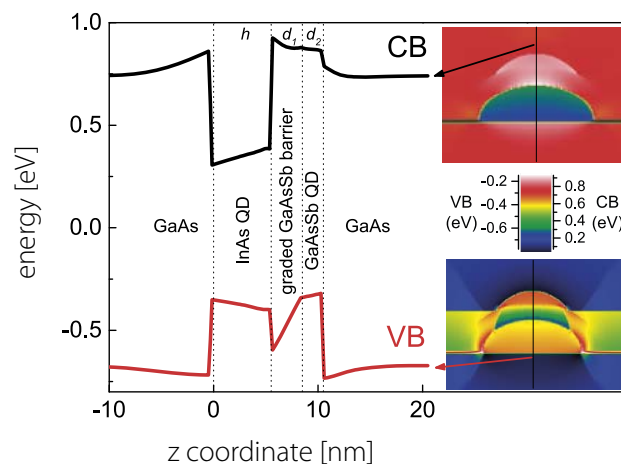 1.0
0.5
0.0
-0.5
-10
0
10
20
energy [eV]
z coordinate [nm]
h
d₁
d₂
CB
VB
GaAs
InAs QD
graded GaAsSb barrier
GaAsSb QD
GaAs
VB
(eV)
-0.2
-0.4
-0.6
0.8
0.6
0.4
0.2
CB
(eV)